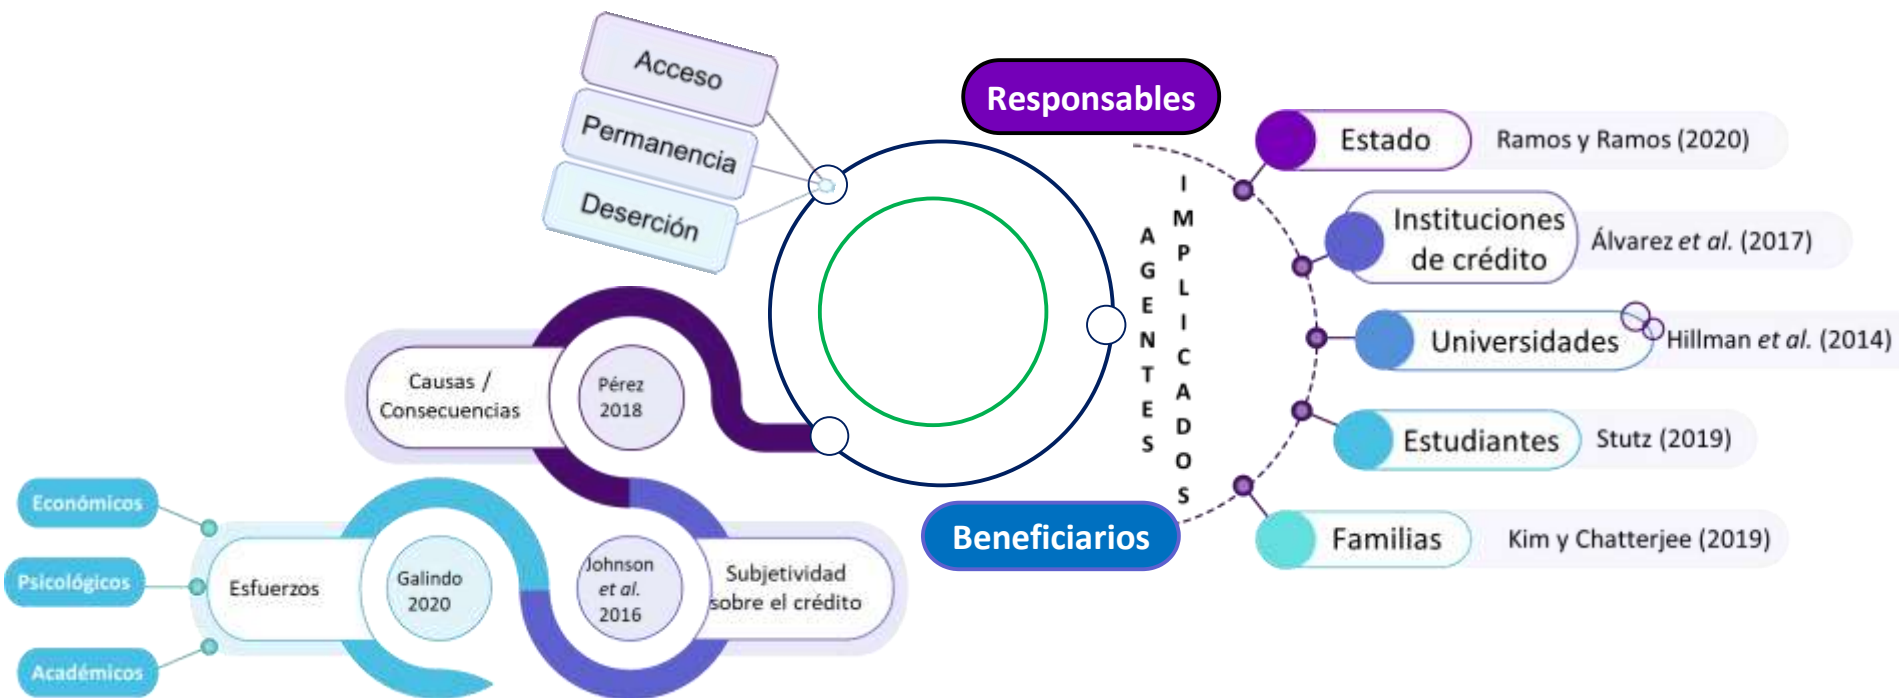 Acceso
Permanencia
Deserción
Responsables
AGENTES
IMPLICADOS
Estado
Ramos y Ramos (2020)
Instituciones
de crédito
Álvarez et al. (2017)
Universidades
Hillman et al. (2014)
Estudiantes
Stutz (2019)
Familias
Kim y Chatterjee (2019)
Beneficiarios
Causas /
Consecuencias
Pérez
2018
Subjetividad
sobre el crédito
Johnson
et al.
2016
Esfuerzos
Galindo
2020
Económicos
Psicológicos
Académicos